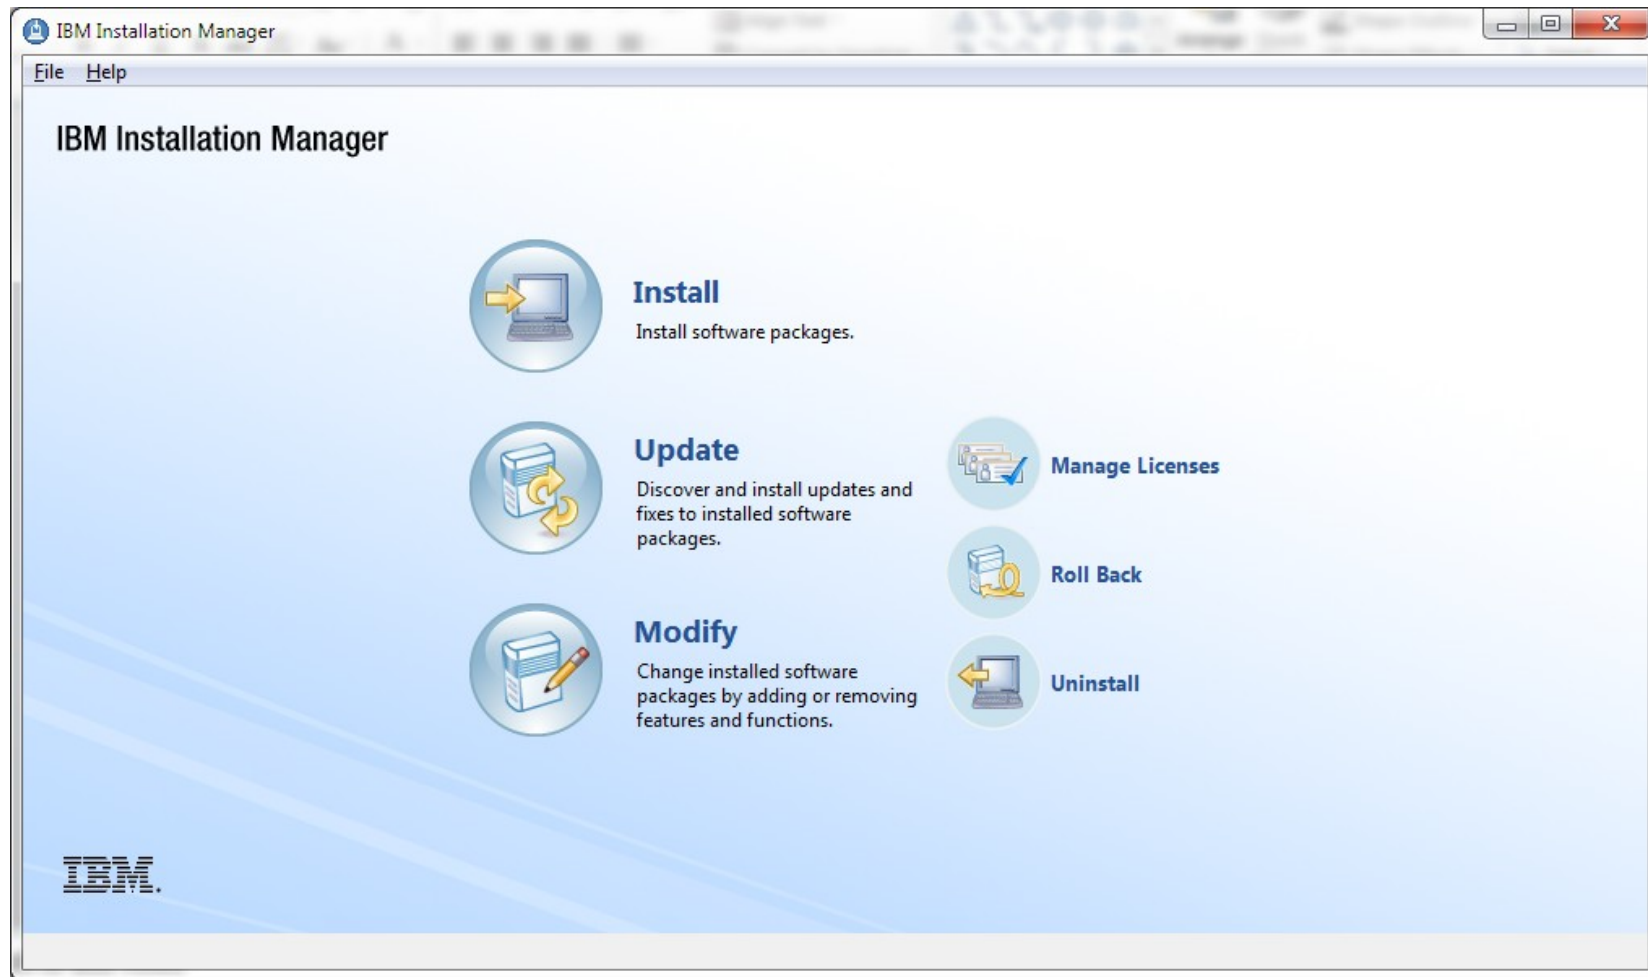 IBM Installation Manager
File Help
IBM Installation Manager
Install
Install software packages.
Update
Discover and install updates and
fixes to installed software
packages.
Modify
Change installed software
packages by adding or removing
features and functions.
Manage Licenses
Roll Back
Uninstall
IBM.